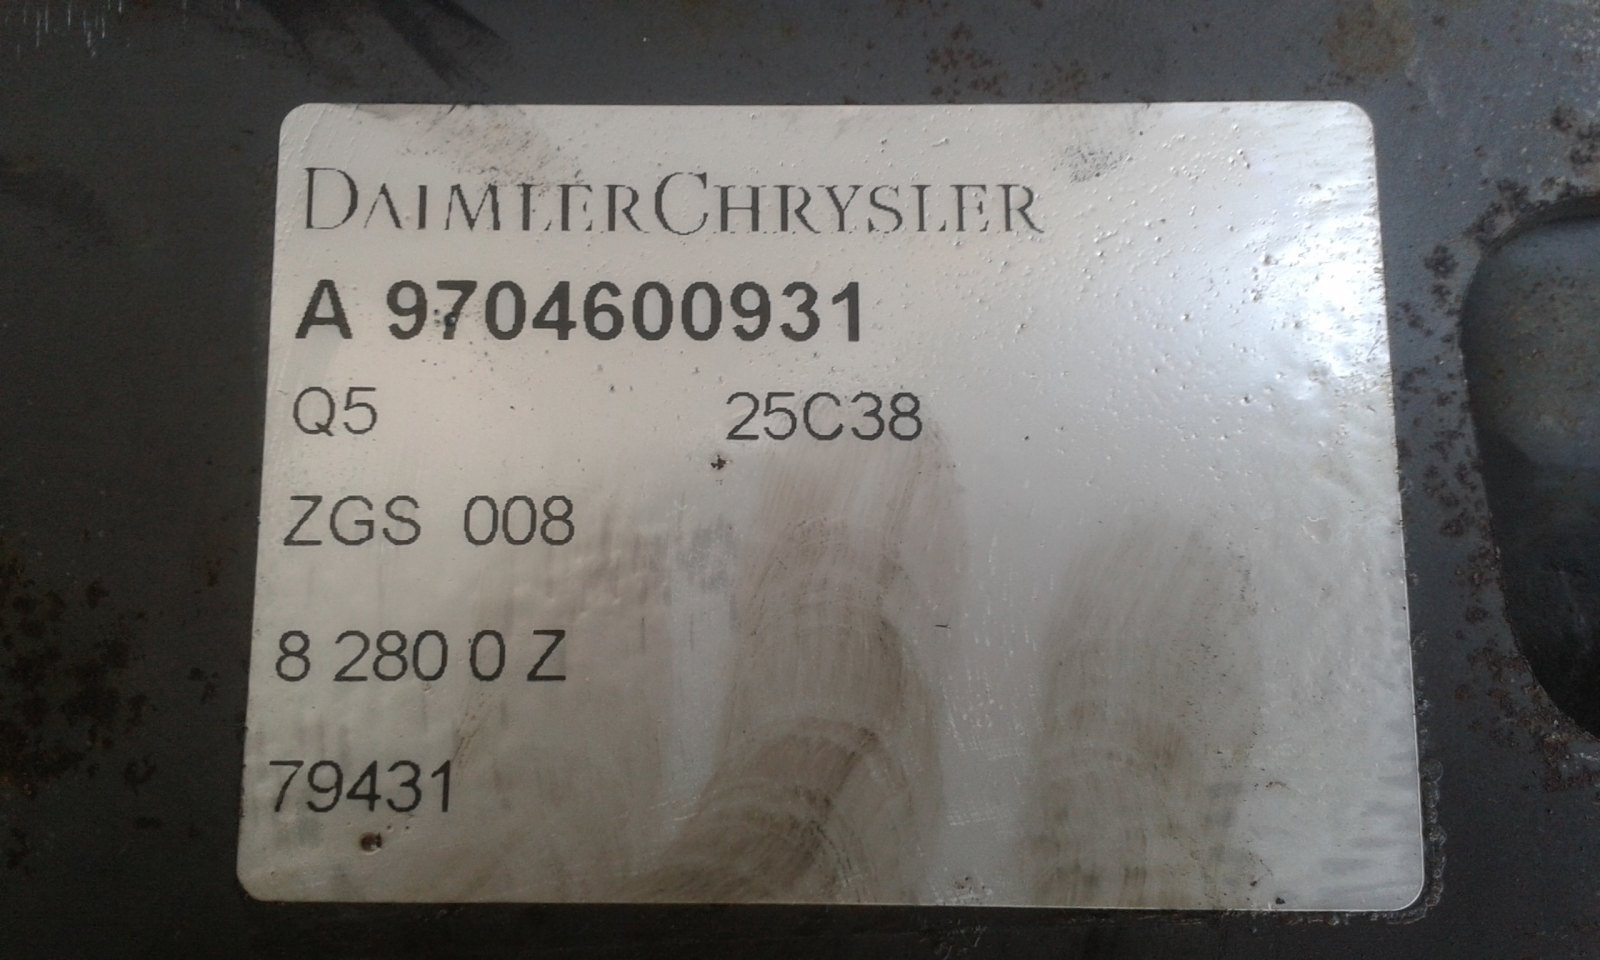 DAIMLERCHRYSLER
A 9704600931
Q5 25C38
ZGS 008
8 280 0 Z
79431